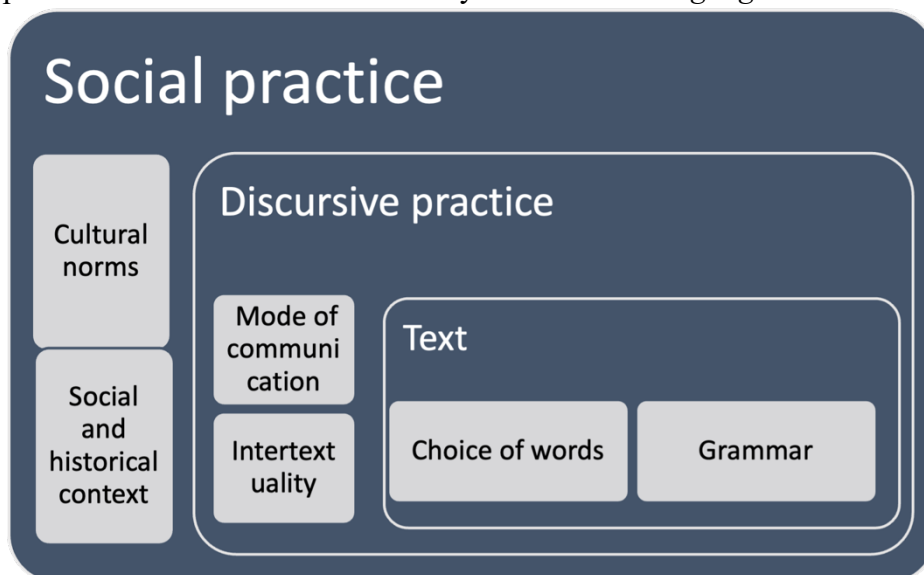 Social practice
Cultural
norms
Social
and
historical
context
Discursive practice
Mode of
communi
cation
Intertext
uality
Text
Choice of words
Grammar